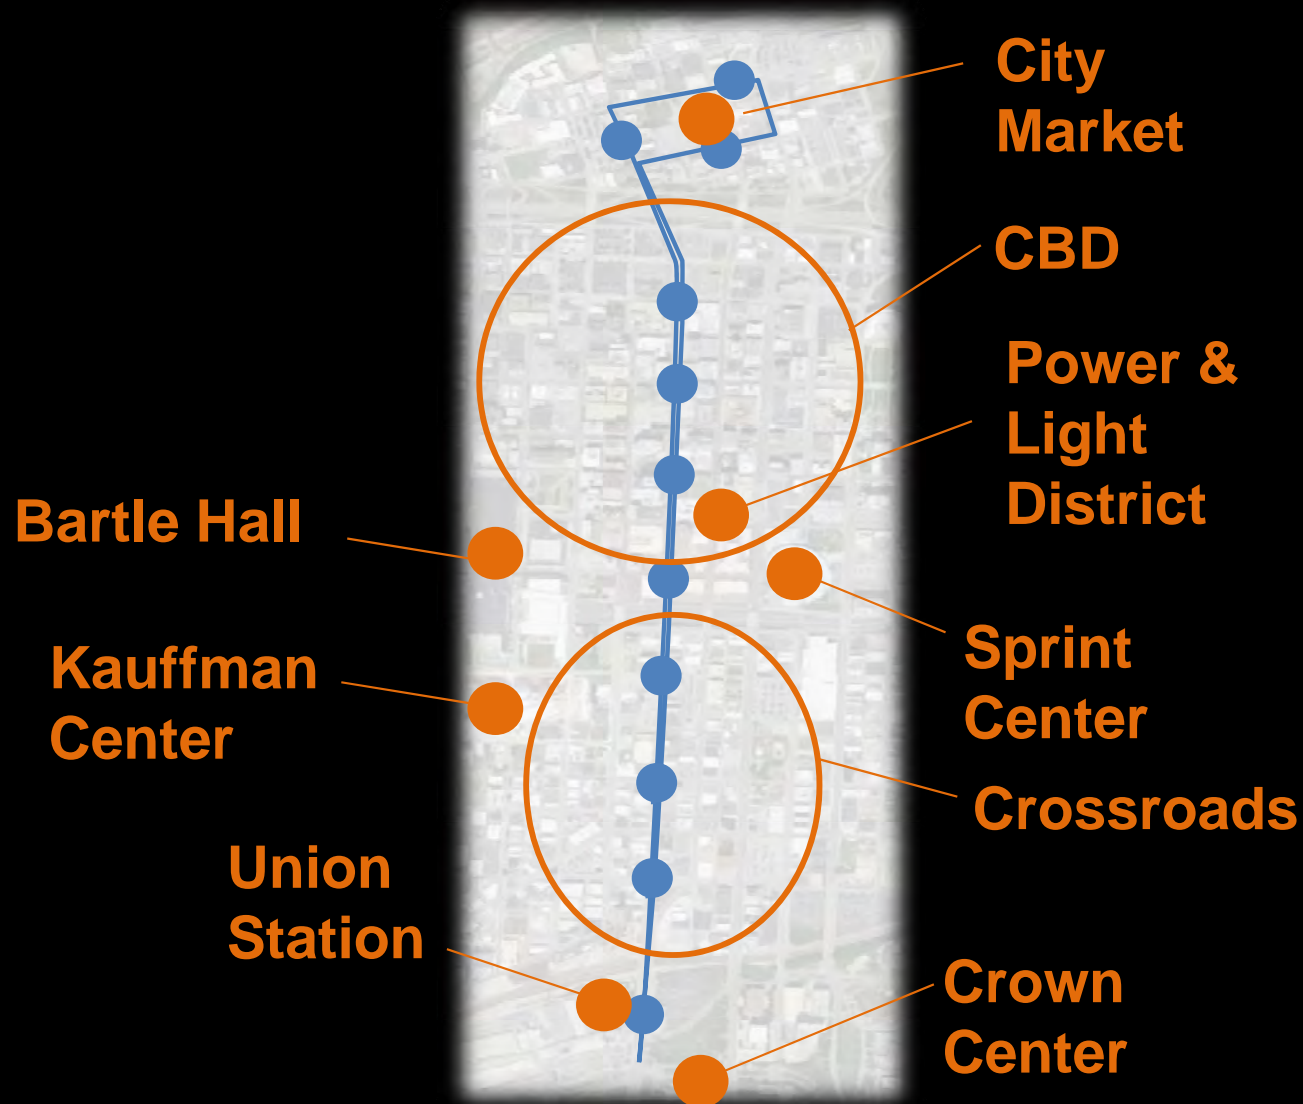 City
Market
CBD
Power &
Light
District
Bartle Hall
Sprint
Center
Kauffman
Center
Crossroads
Union
Station
Crown
Center